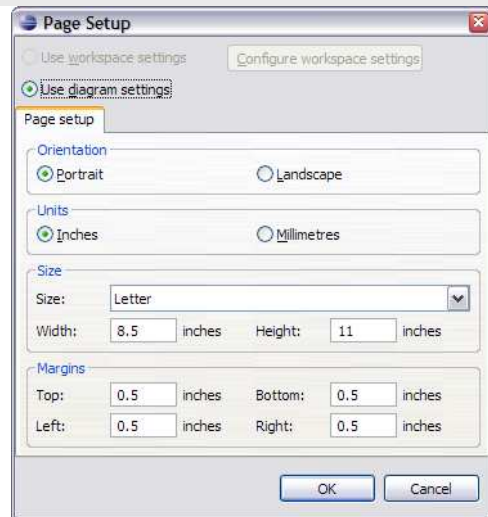 Page Setup
Use workspace settings Configure workspace settings
Use diagram settings
Page setup
Orientation
Portrait Landscape
Units
Inches Millimetres
Size
Size: Letter
Width: 8.5 inches Height: 11 inches
Margins
Top: 0.5 inches Bottom: 0.5 inches
Left: 0.5 inches Right: 0.5 inches
OK Cancel